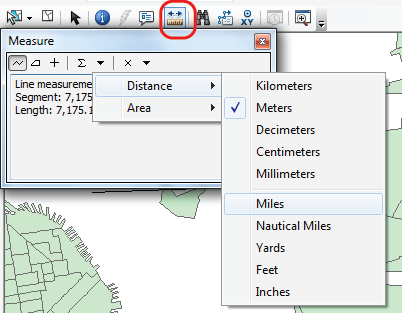 XY
Measure
Line measureme
Segment: 7,175
Length: 7,175.1
Distance
Area
Kilometers
Meters
Decimeters
Centimeters
Millimeters
Miles
Nautical Miles
Yards
Feet
Inches